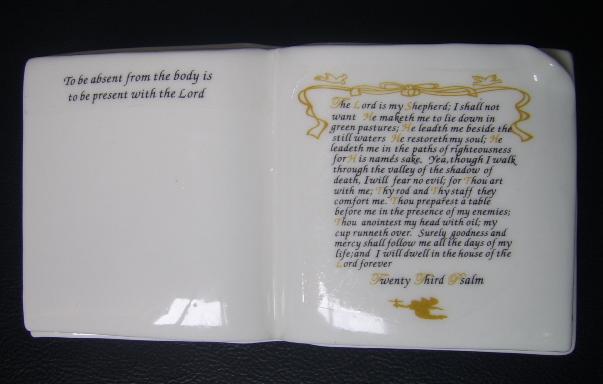 To be absent from the body is
to be present with the Lord
The Lord is my Shepherd; I shall not
want He maketh me to lie down in
green pastures; He leadth me beside the
still waters He restoreth my soul; He
leadeth me in the paths of righteousness
for His names sake. Yea, though I walk
through the valley of the shadow of
death, I will fear no evil; for Thou art
with me; Thy rod and Thy staff they
comfort me. Thou preparest a table
before me in the presence of my enemies;
Thou anointest my head with oil; my
cup runneth over. Surely goodness and
mercy shall follow me all the days of my
life; and I will dwell in the house of the
Lord forever
Twenty Third Psalm